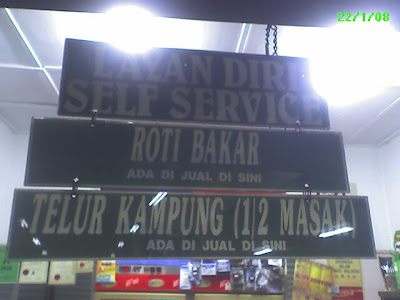 22/1/08
LAYAN DIRI
SELF SERVICE
ROTI BAKAR
ADA DI JUAL DI SINI
TELUR KAMPUNG (1/2 MASAK)
ADA DI JUAL DI SINI